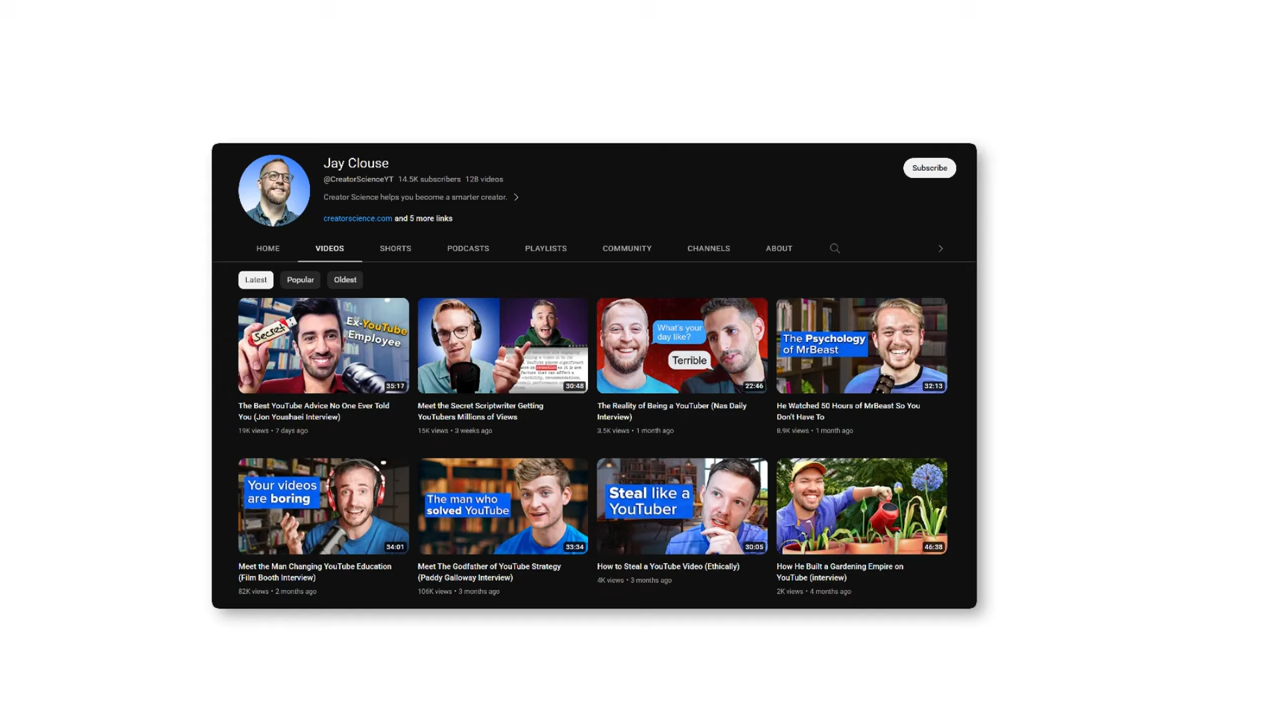 Jay Clouse
Subscribe
@CreatorScienceYT 14.5K subscribers 128 videos
Creator Science helps you become a smarter creator.
creatorscience.com and 5 more links
HOME VIDEOS SHORTS PODCASTS PLAYLISTS COMMUNITY CHANNELS ABOUT
Latest Popular Oldest
Secret
Ex-YouTube
Employee
35:17
30:48
What's your
day like?
Terrible
22:46
The Psychology
of MrBeast
32:13
The Best YouTube Advice No One Ever Told
You (Jon Youshaei Interview)
19K views • 7 days ago
Meet the Secret Scriptwriter Getting
YouTubers Millions of Views
15K views • 3 weeks ago
The Reality of Being a YouTuber (Nas Daily
Interview)
3.5K views • 1 month ago
He Watched 50 Hours of MrBeast So You
Don't Have To
8.9K views • 1 month ago
Your videos
are boring
34:01
The man who
solved YouTube
33:34
Steal like a
YouTuber
30:05
46:38
Meet the Man Changing YouTube Education
(Film Booth Interview)
82K views • 2 months ago
Meet The Godfather of YouTube Strategy
(Paddy Galloway Interview)
106K views • 3 months ago
How to Steal a YouTube Video (Ethically)
4K views • 3 months ago
How He Built a Gardening Empire on
YouTube (interview)
2K views • 4 months ago